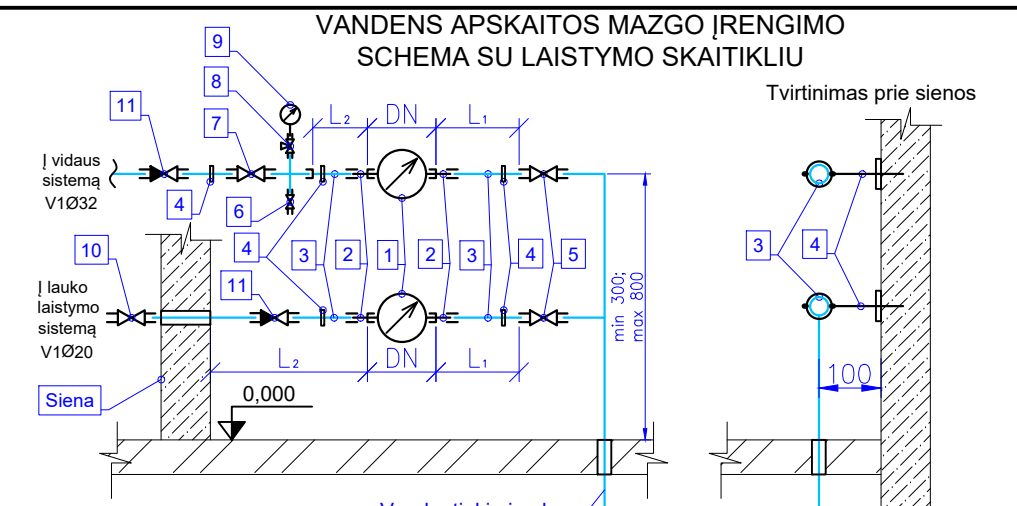 VANDENS APSKAITOS MAZGO ĮRENGIMO
SCHEMA SU LAISTYMO SKAITIKLIU
Tvirtinimas prie sienos
9
8
7
11
L₂
DN
L₁
Į vidaus
sistemą
V1Ø32
4
6
10
4
3
2
1
2
3
4
5
3
4
11
Į lauko
laistymo
sistemą
V1Ø20
min 300;
max 800
L₂
DN
L₁
100
Siena
0,000